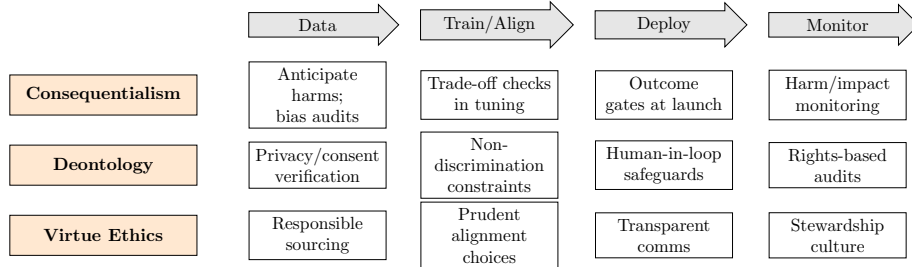 Data
Train/Align
Deploy
Monitor
Consequentialism
Anticipate
harms;
bias audits
Trade-off checks
in tuning
Outcome
gates at launch
Harm/impact
monitoring
Deontology
Privacy/consent
verification
Non-
discrimination
constraints
Human-in-loop
safeguards
Rights-based
audits
Virtue Ethics
Responsible
sourcing
Prudent
alignment
choices
Transparent
comms
Stewardship
culture